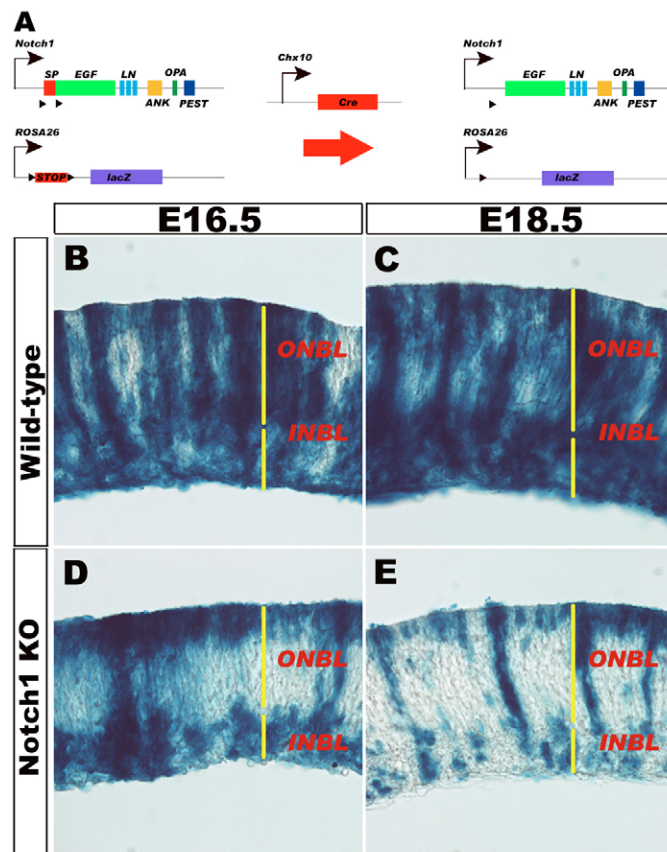 A
Notch1
SP EGF LN OPA
ANK PEST
ROSA26
STOP lacZ
Chx10
Cre
Notch1
EGF LN OPA
ANK PEST
ROSA26
lacZ
E16.5 E18.5
Wild-type
B
ONBL
INBL
C
ONBL
INBL
Notch1 KO
D
ONBL
INBL
E
ONBL
INBL